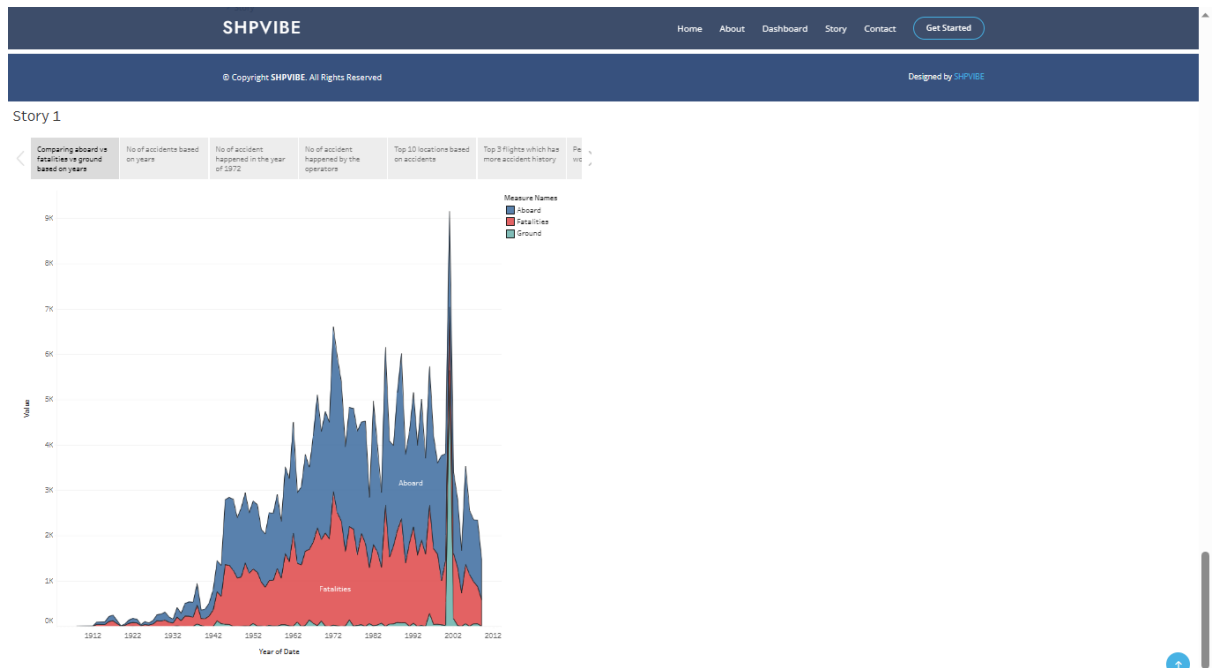 SHPVIBE
Home About Dashboard Story Contact Get Started
© Copyright SHPVIBE. All Rights Reserved
Designed by SHPVIBE
Story 1
Comparing aboard vs
fatalities vs ground
based on years
No of accidents based
on years
No of accident
happened in the year
of 1972
No of accident
happened by the
operators
Top 10 locations based
on accidents
Top 3 flights which has
more accident history
Measure Names
Aboard
Fatalities
Ground
9K
8K
7K
6K
5K
4K
3K
2K
1K
0K
Value
Aboard
Fatalities
1912 1922 1932 1942 1952 1962 1972 1982 1992 2002 2012
Year of Date